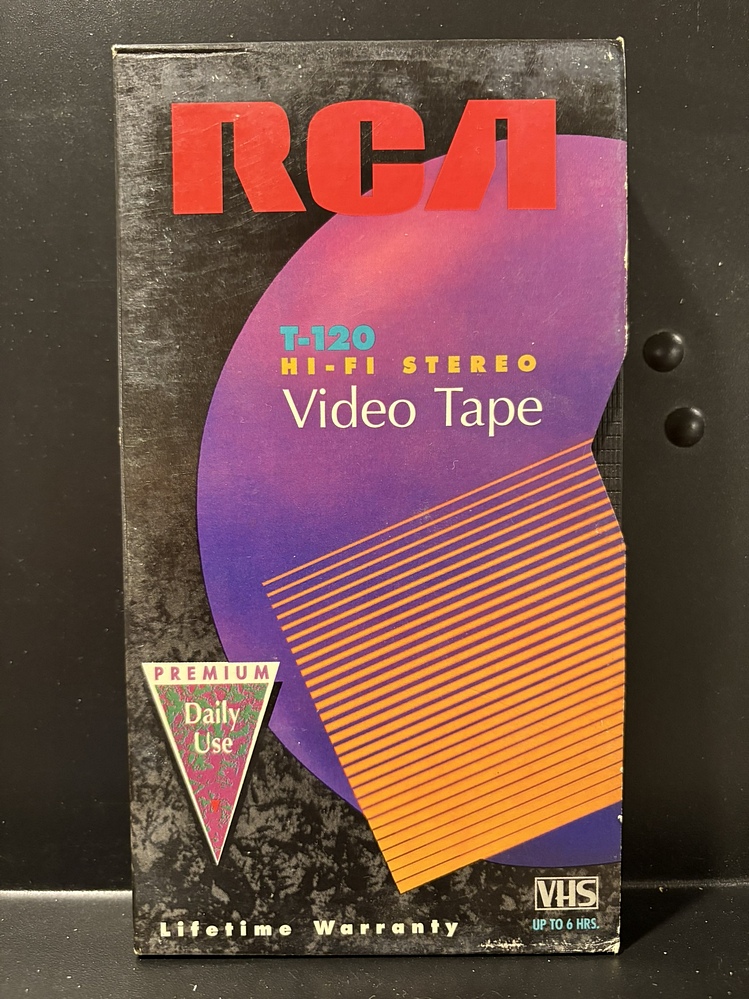 RCA
T-120
HI-FI STEREO
Video Tape
PREMIUM
Daily
Use
VHS
UP TO 6 HRS.
Lifetime Warranty